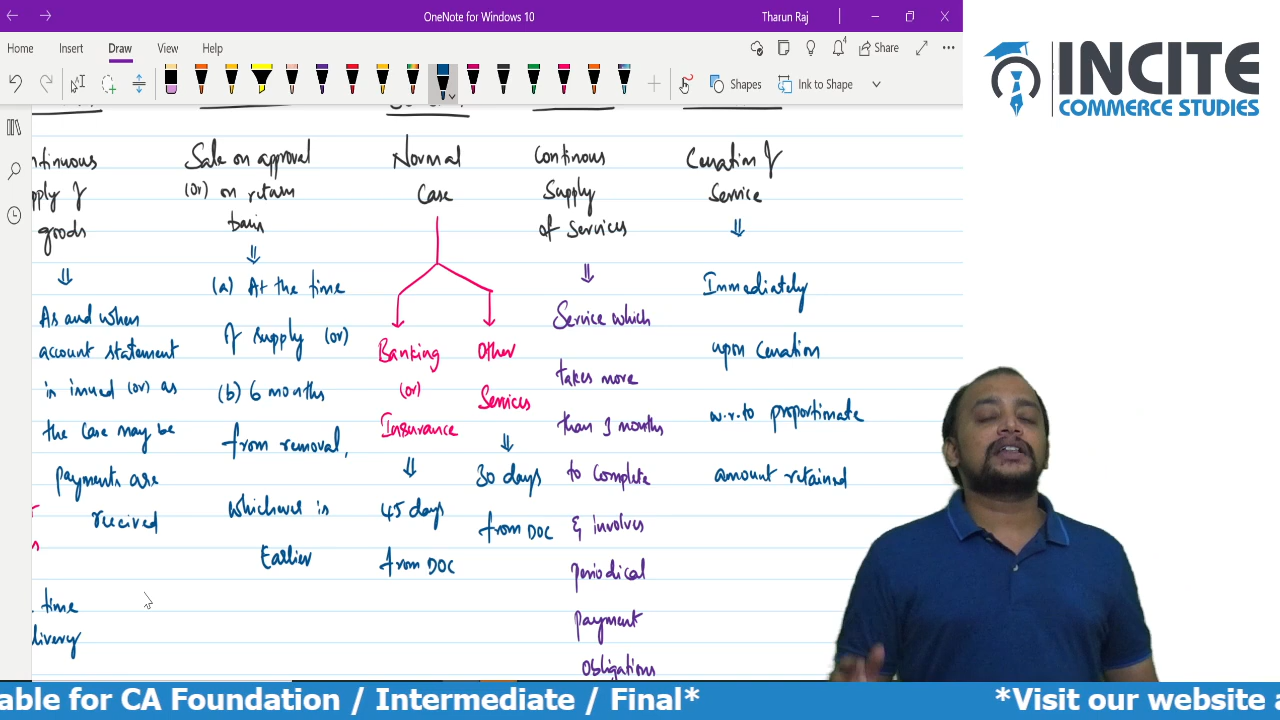 OneNote for Windows 10
Tharun Raj
Home
Insert
Draw
View
Help
4
Share
Shapes
Ink to Shape
INCITE
COMMERCE STUDIES
ntinuous
pply of
goods
⇓
As and when
account statement
is issued (or) as
the case may be
payments are
recived
time
livery
Sale on approval
(or) on return
basis
⇓
(a) At the time
of supply (or)
(b) 6 months
from removal,
whichever is
Earlier
Normal
Case
Banking
(or)
Insurance
⇓
45 days
from DOC
Other
Services
⇓
30 days
from DOC
Continous
Supply
of Services
⇓
Service which
takes more
than 3 months
to complete
& involves
periodical
payment
obligations
Cessation of
Service
⇓
Immediately
upon Cessation
w.r.to proportinate
amount retained
able for CA Foundation / Intermediate / Final*
*Visit our website a